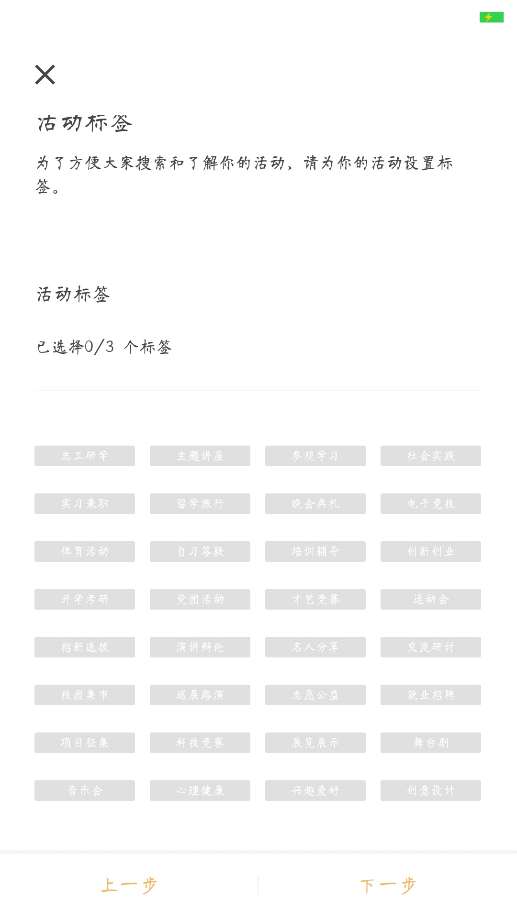 活动标签
为了方便大家搜索和了解你的活动，请为你的活动设置标
签。
活动标签
已选择0/3 个标签
志工研学 主题讲座 参观学习 社会实践
实习兼职 留学旅行 晚会典礼 电子竞技
体育活动 自习答疑 培训辅导 创新创业
升学考研 党团活动 才艺竞赛 运动会
招新选拔 演讲辩论 名人分享 交流研讨
校园集市 巡展路演 志愿公益 就业招聘
项目征集 科技竞赛 展览展示 舞台剧
音乐会 心理健康 兴趣爱好 创意设计
上一步 下一步